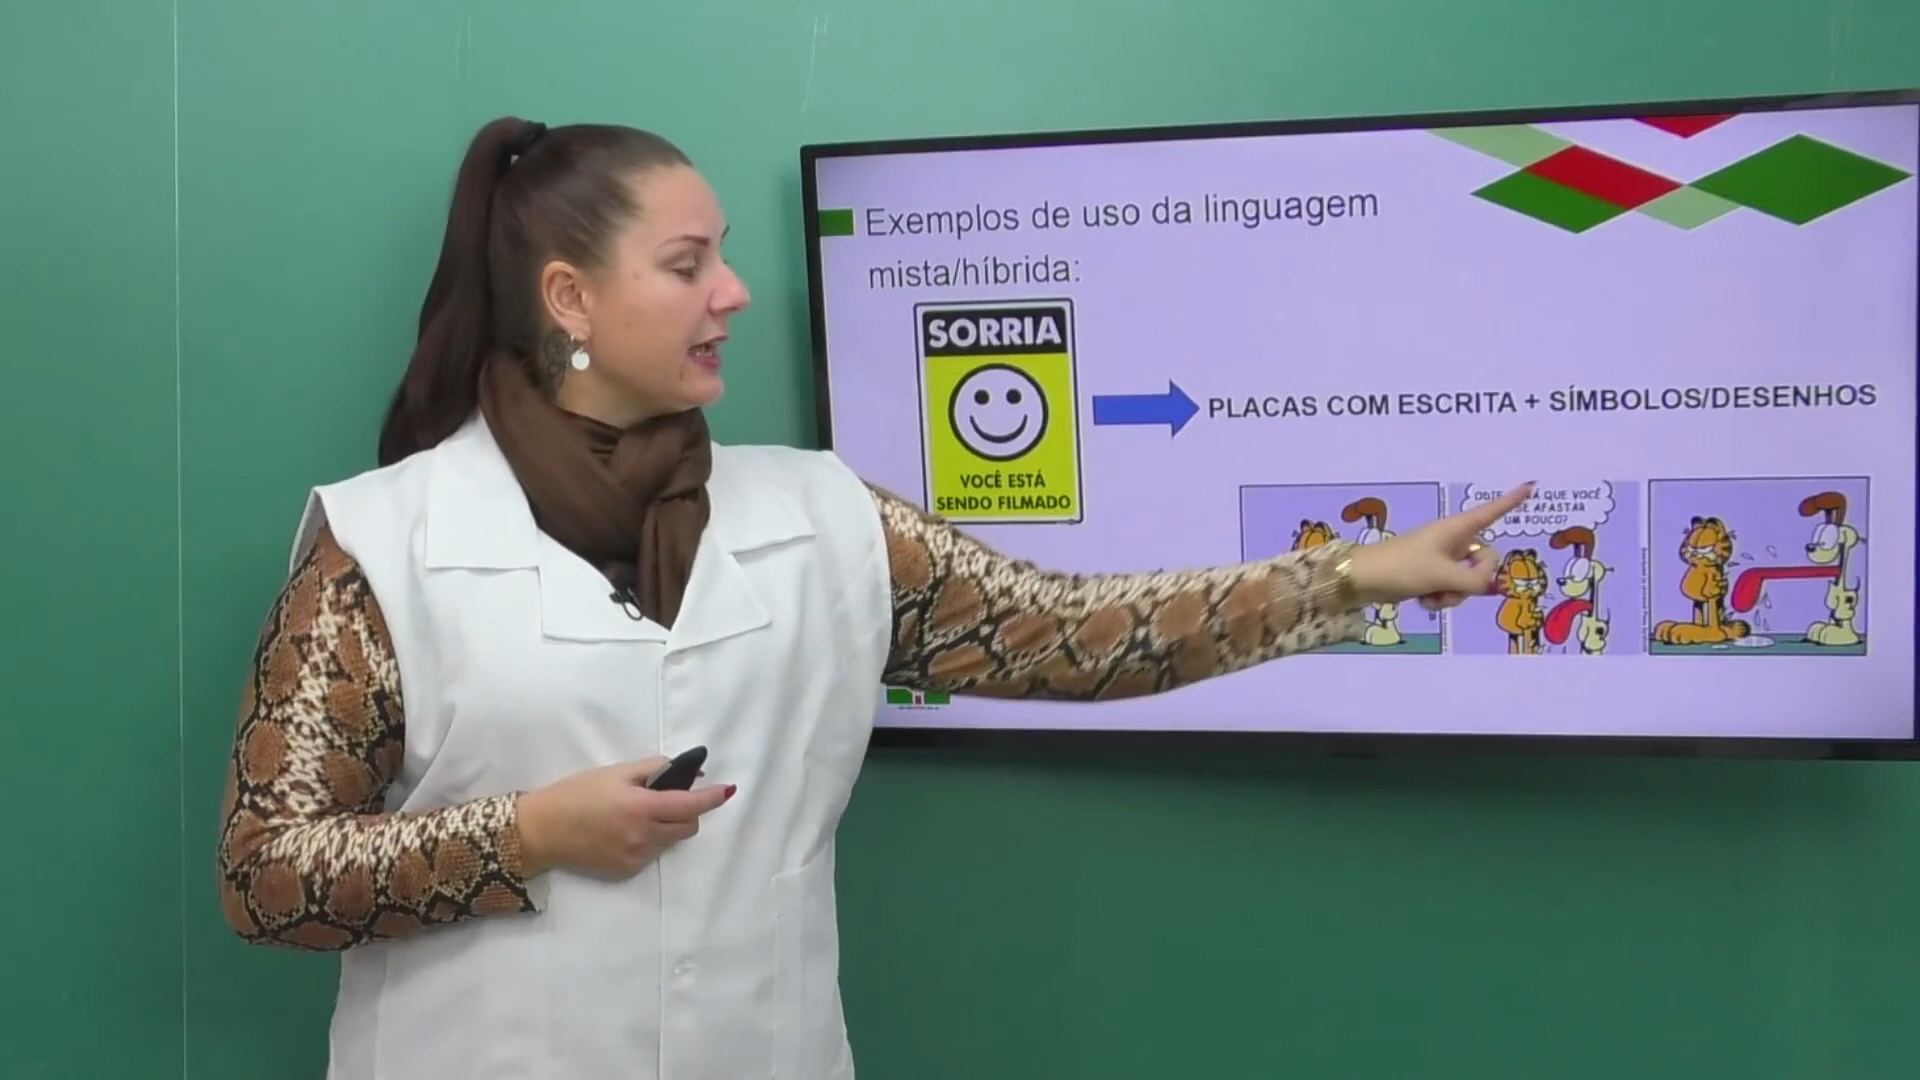 Exemplos de uso da linguagem
mista/híbrida:
SORRIA
VOCÊ ESTÁ
SENDO FILMADO
PLACAS COM ESCRITA + SÍMBOLOS/DESENHOS
QUE VOCÊ
SE AFASTAR
UM POUCO?